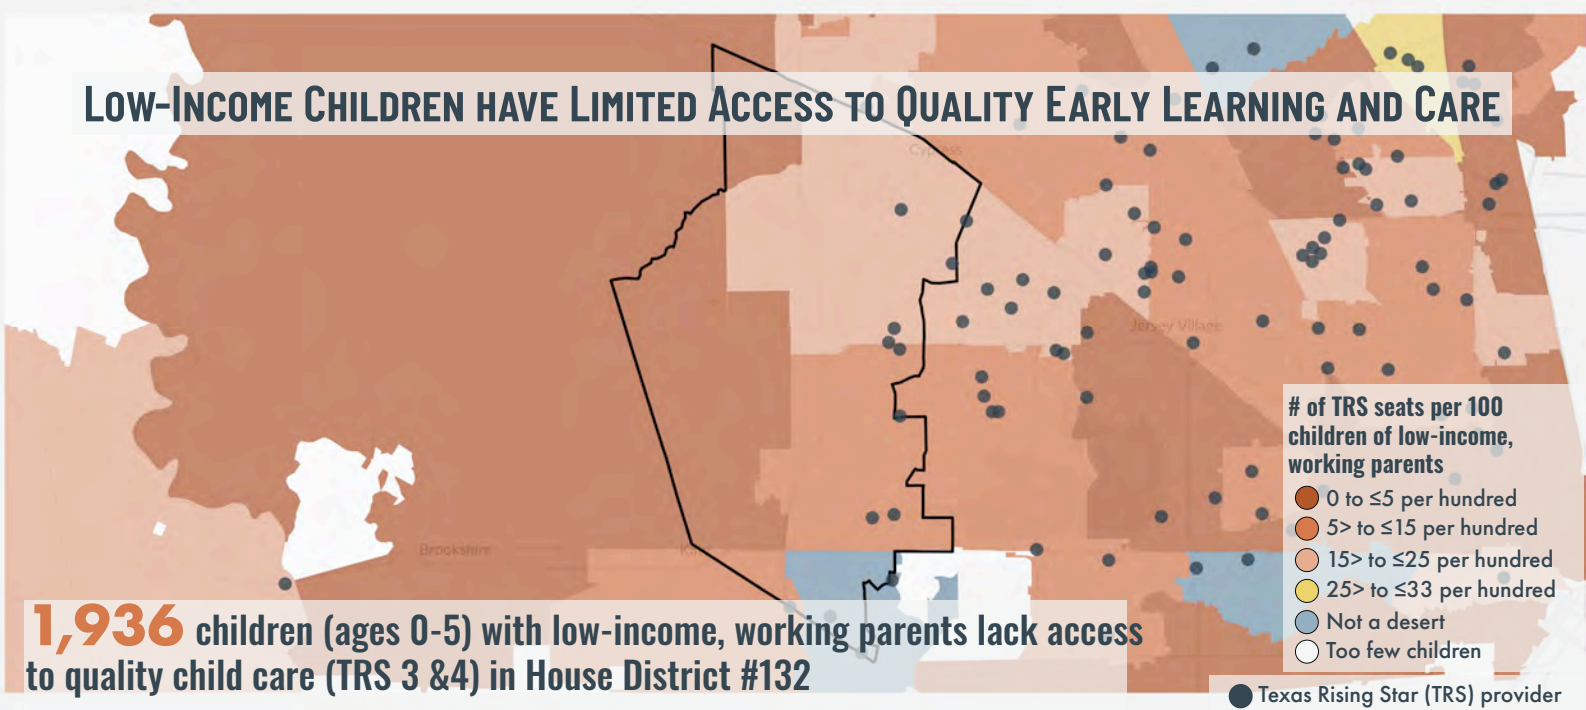 Low-Income Children have Limited Access to Quality Early Learning and Care
Cypress
Jersey Village
# of TRS seats per 100
children of low-income,
working parents
0 to ≤5 per hundred
5> to ≤15 per hundred
15> to ≤25 per hundred
25> to ≤33 per hundred
Not a desert
Too few children
Brookshire
1,936 children (ages 0-5) with low-income, working parents lack access
to quality child care (TRS 3 &4) in House District #132
Texas Rising Star (TRS) provider